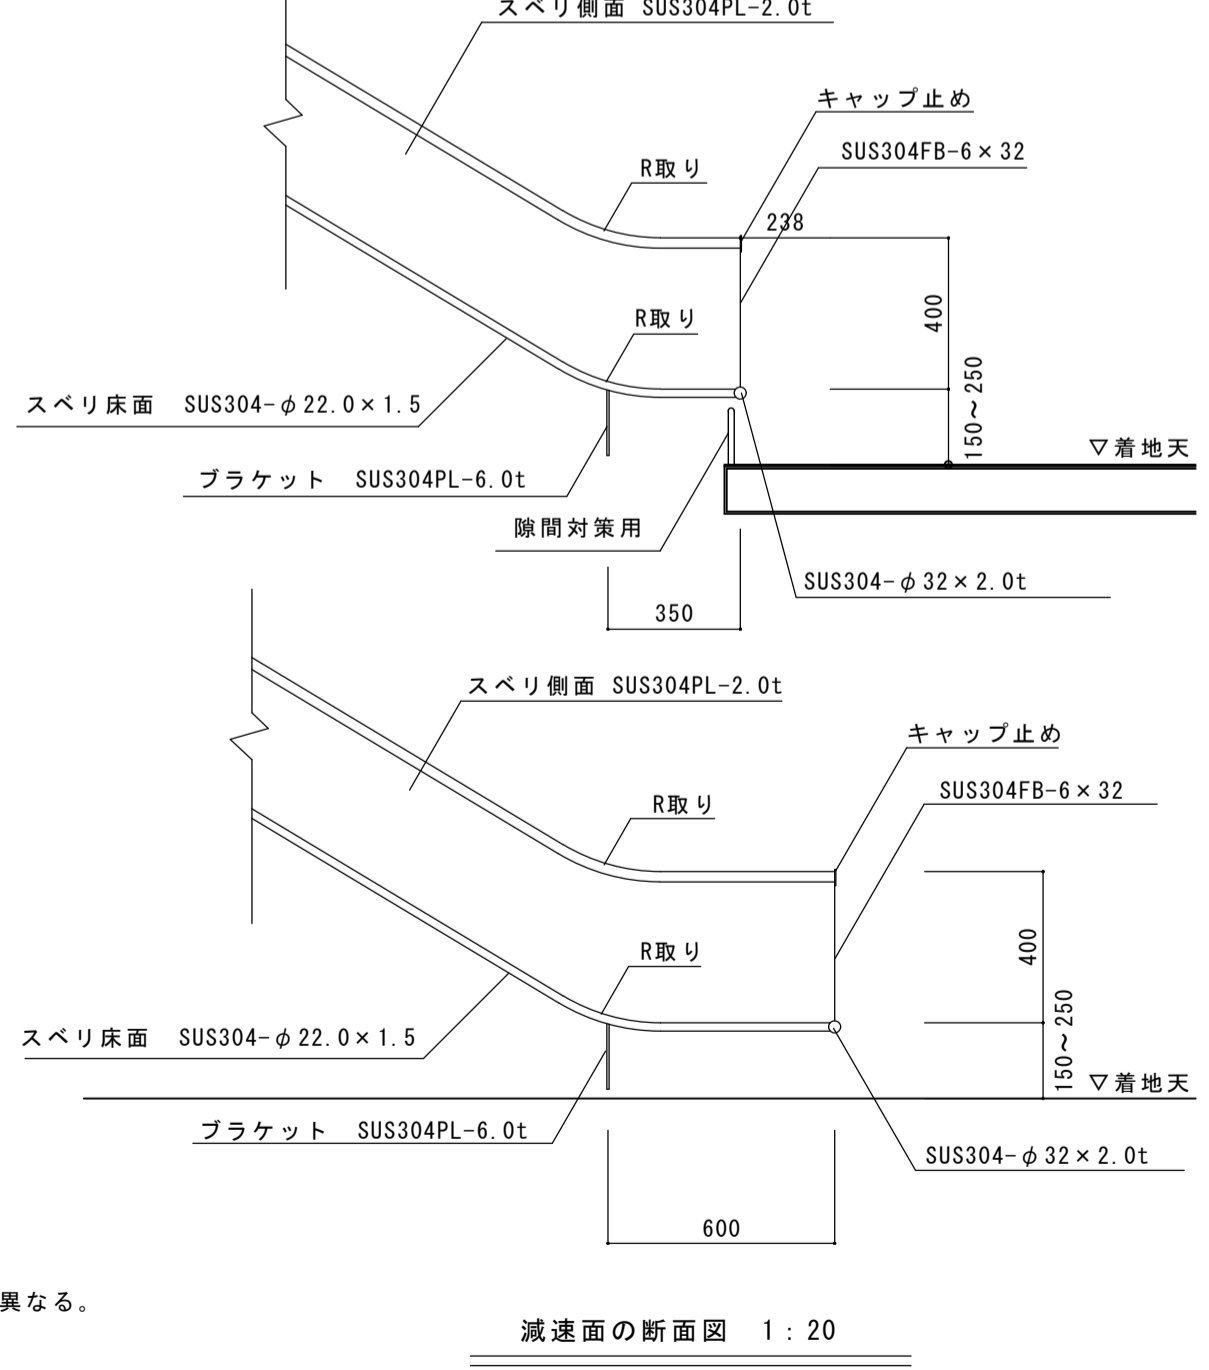 スベリ側面 SUS304PL-2.0t
キャップ止め
SUS304FB-6×32
R取り
238
400
R取り
150〜250
スベリ床面 SUS304-φ22.0×1.5
▽着地天
ブラケット SUS304PL-6.0t
隙間対策用
SUS304-φ32×2.0t
350
スベリ側面 SUS304PL-2.0t
キャップ止め
SUS304FB-6×32
R取り
400
R取り
150〜250
スベリ床面 SUS304-φ22.0×1.5
▽着地天
ブラケット SUS304PL-6.0t
SUS304-φ32×2.0t
600
異なる。
減速面の断面図 1:20